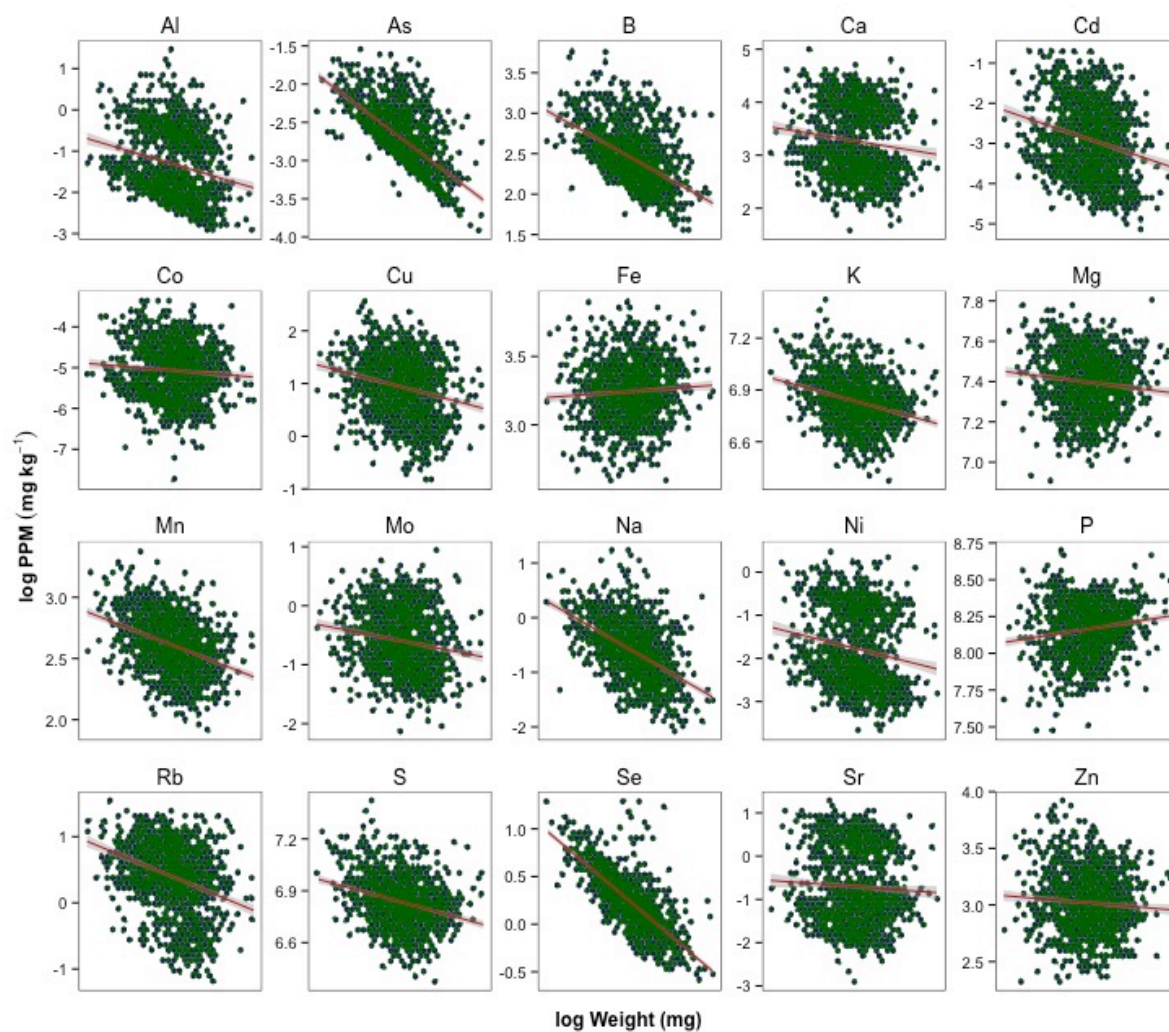 Al As B Ca Cd
1 -1.5 3.5 5 -1
0 -2.0 3.0 4 -2
-1 -2.5 2.5 3 -3
-2 -3.0 2.0 2 -4
-3 -3.5 1.5 -5
-4.0
Co Cu Fe K Mg
-4 2 3.5 7.2 7.8
-5 1 3.0 6.9 7.6
-6 0 6.6 7.4
-7 -1 7.2
7.0
log PPM (mg kg⁻¹)
Mn Mo Na Ni P
3.0 1 1 0 8.75
2.5 0 0 -1 8.50
2.0 -1 -1 -2 8.25
-2 -2 -3 8.00
7.75
7.50
Rb S Se Sr Zn
1 7.2 1.0 1 4.0
0 6.9 0.5 0 3.5
-1 6.6 0.0 -1 3.0
-0.5 -2 2.5
-3
log Weight (mg)